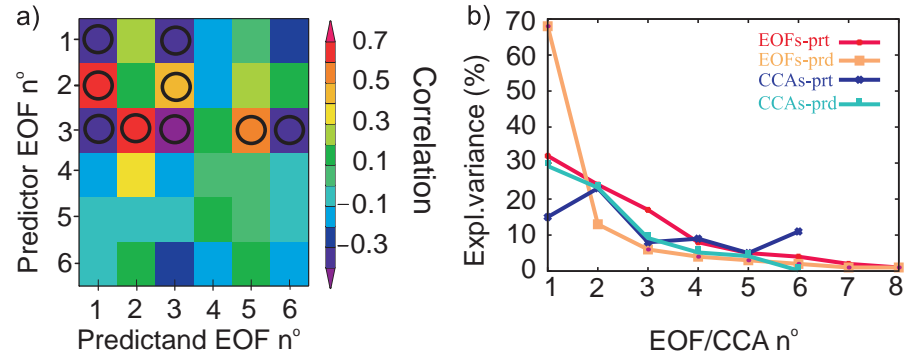 a)
Predictor EOF nº
1
2
3
4
5
6
1 2 3 4 5 6
Predictand EOF nº
0.7
0.5
0.3
0.1
−0.1
−0.3
Correlation
b)
Expl.variance (%)
70
60
50
40
30
20
10
0
1 2 3 4 5 6 7 8
EOF/CCA nº
EOFs-prt
EOFs-prd
CCAs-prt
CCAs-prd